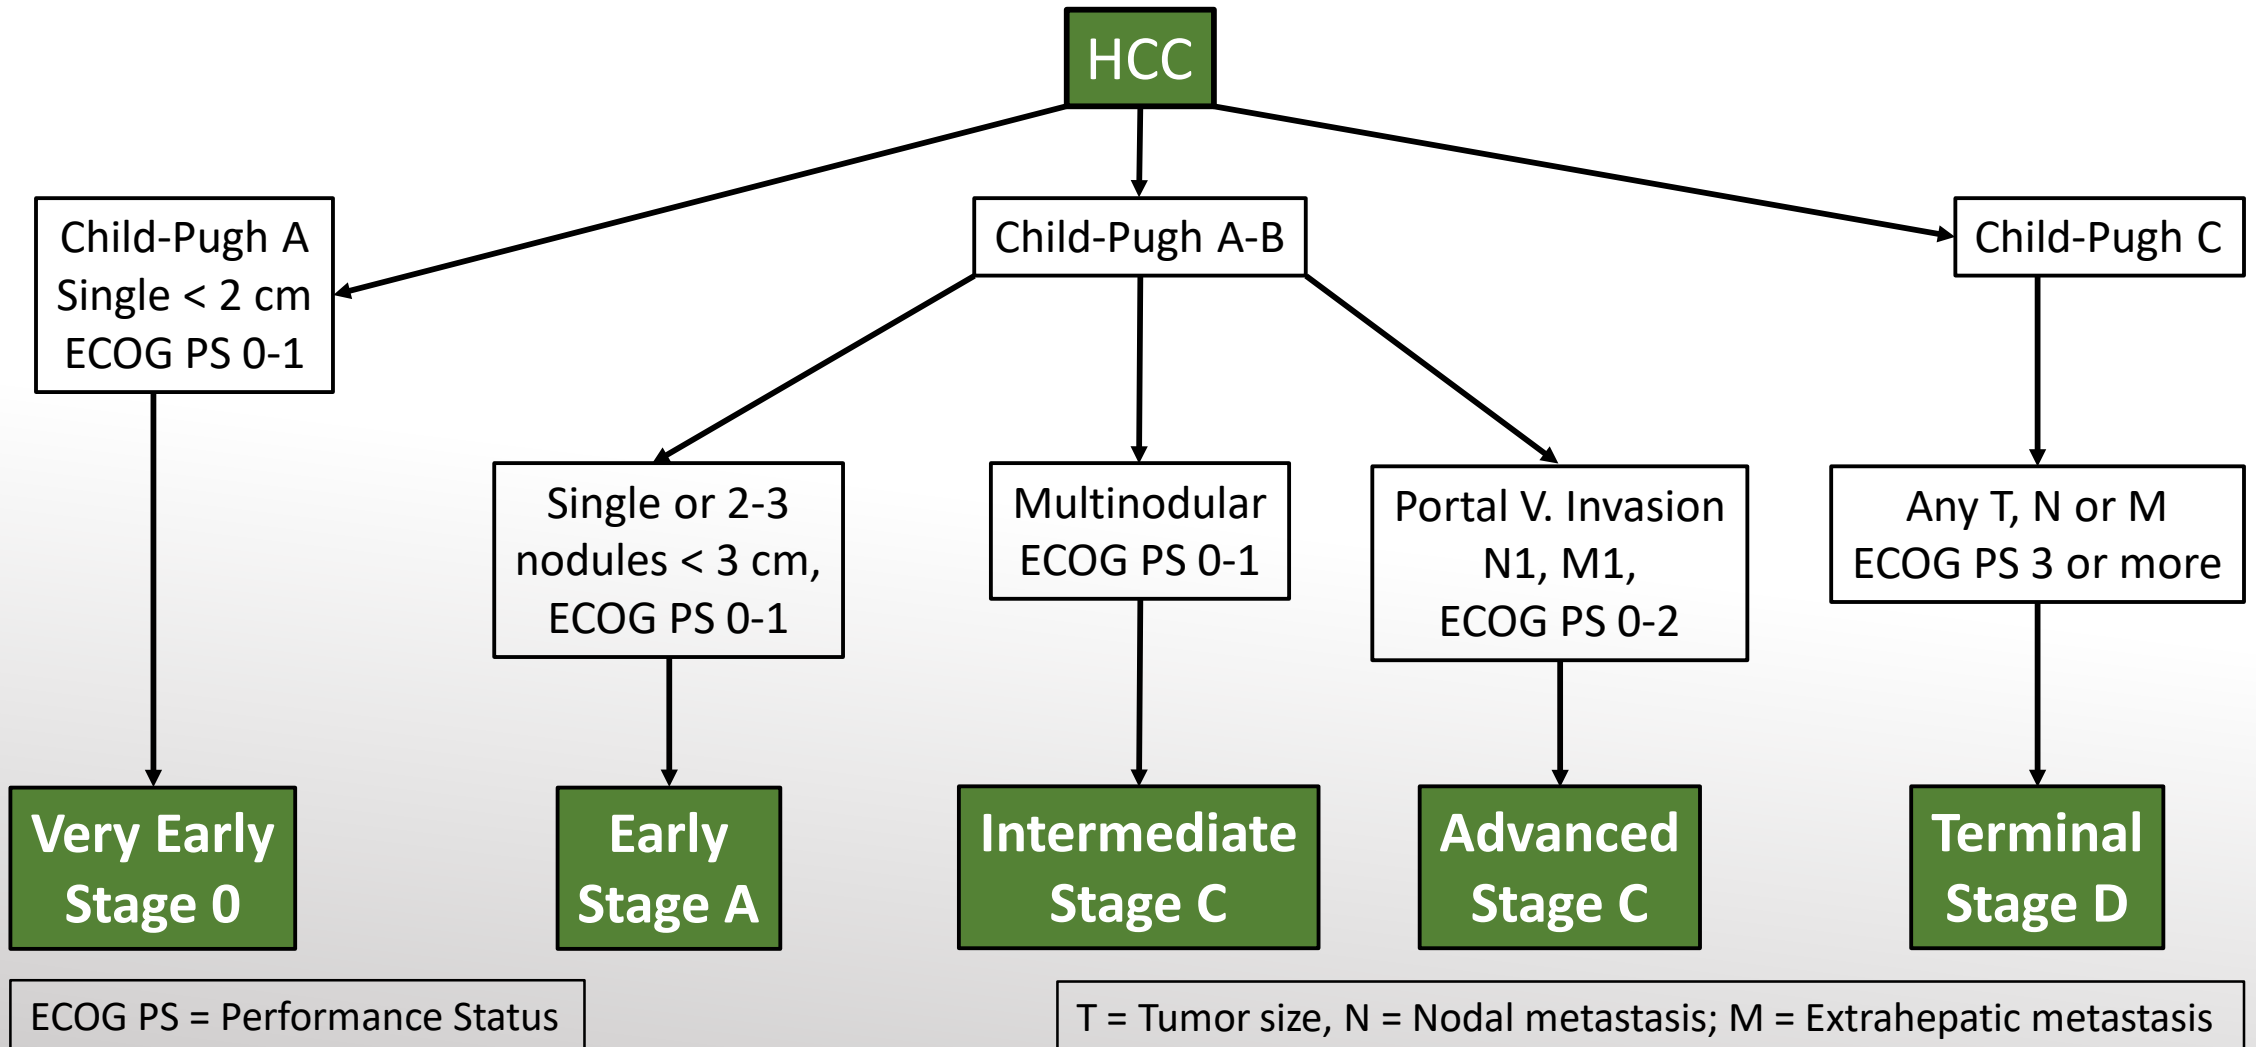 HCC
Child-Pugh A
Single < 2 cm
ECOG PS 0-1
Child-Pugh A-B
Child-Pugh C
Single or 2-3
nodules < 3 cm,
ECOG PS 0-1
Multinodular
ECOG PS 0-1
Portal V. Invasion
N1, M1,
ECOG PS 0-2
Any T, N or M
ECOG PS 3 or more
Very Early
Stage 0
Early
Stage A
Intermediate
Stage C
Advanced
Stage C
Terminal
Stage D
ECOG PS = Performance Status
T = Tumor size, N = Nodal metastasis; M = Extrahepatic metastasis